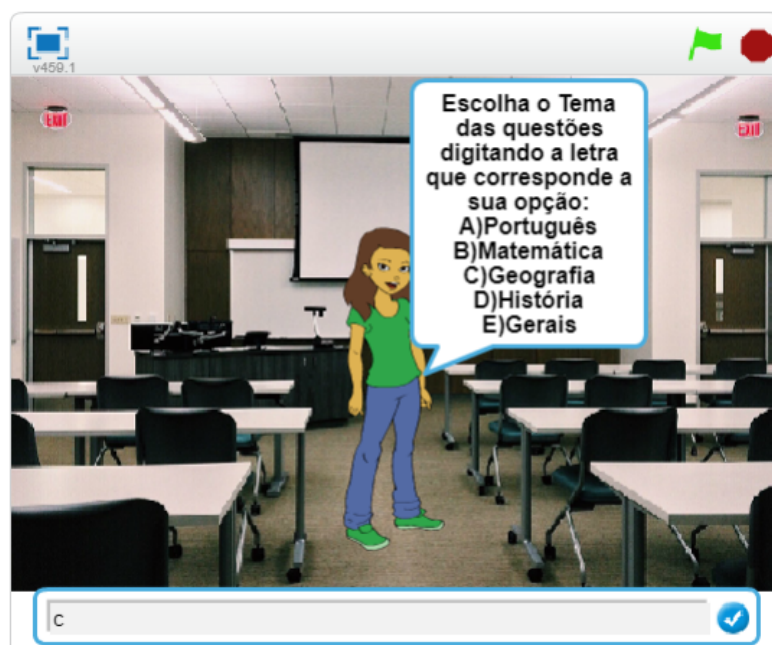 v459.1
EXIT
EXIT
Escolha o Tema
das questões
digitando a letra
que corresponde a
sua opção:
A)Português
B)Matemática
C)Geografia
D)História
E)Gerais
c